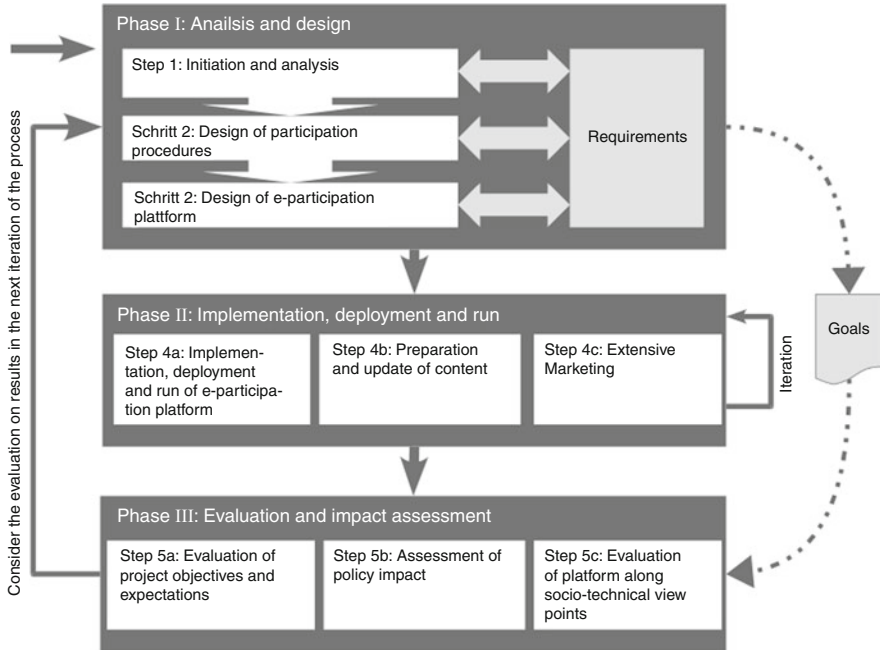 Phase I: Anailsis and design
Step 1: Initiation and analysis
Schritt 2: Design of participation
procedures
Schritt 2: Design of e-participation
plattform
Requirements
Phase II: Implementation, deployment and run
Step 4a: Implemen-
tation, deployment
and run of e-participa-
tion platform
Step 4b: Preparation
and update of content
Step 4c: Extensive
Marketing
Iteration
Goals
Phase III: Evaluation and impact assessment
Step 5a: Evaluation of
project objectives and
expectations
Step 5b: Assessment of
policy impact
Step 5c: Evaluation
of platform along
socio-technical view
points
Consider the evaluation on results in the next iteration of the process